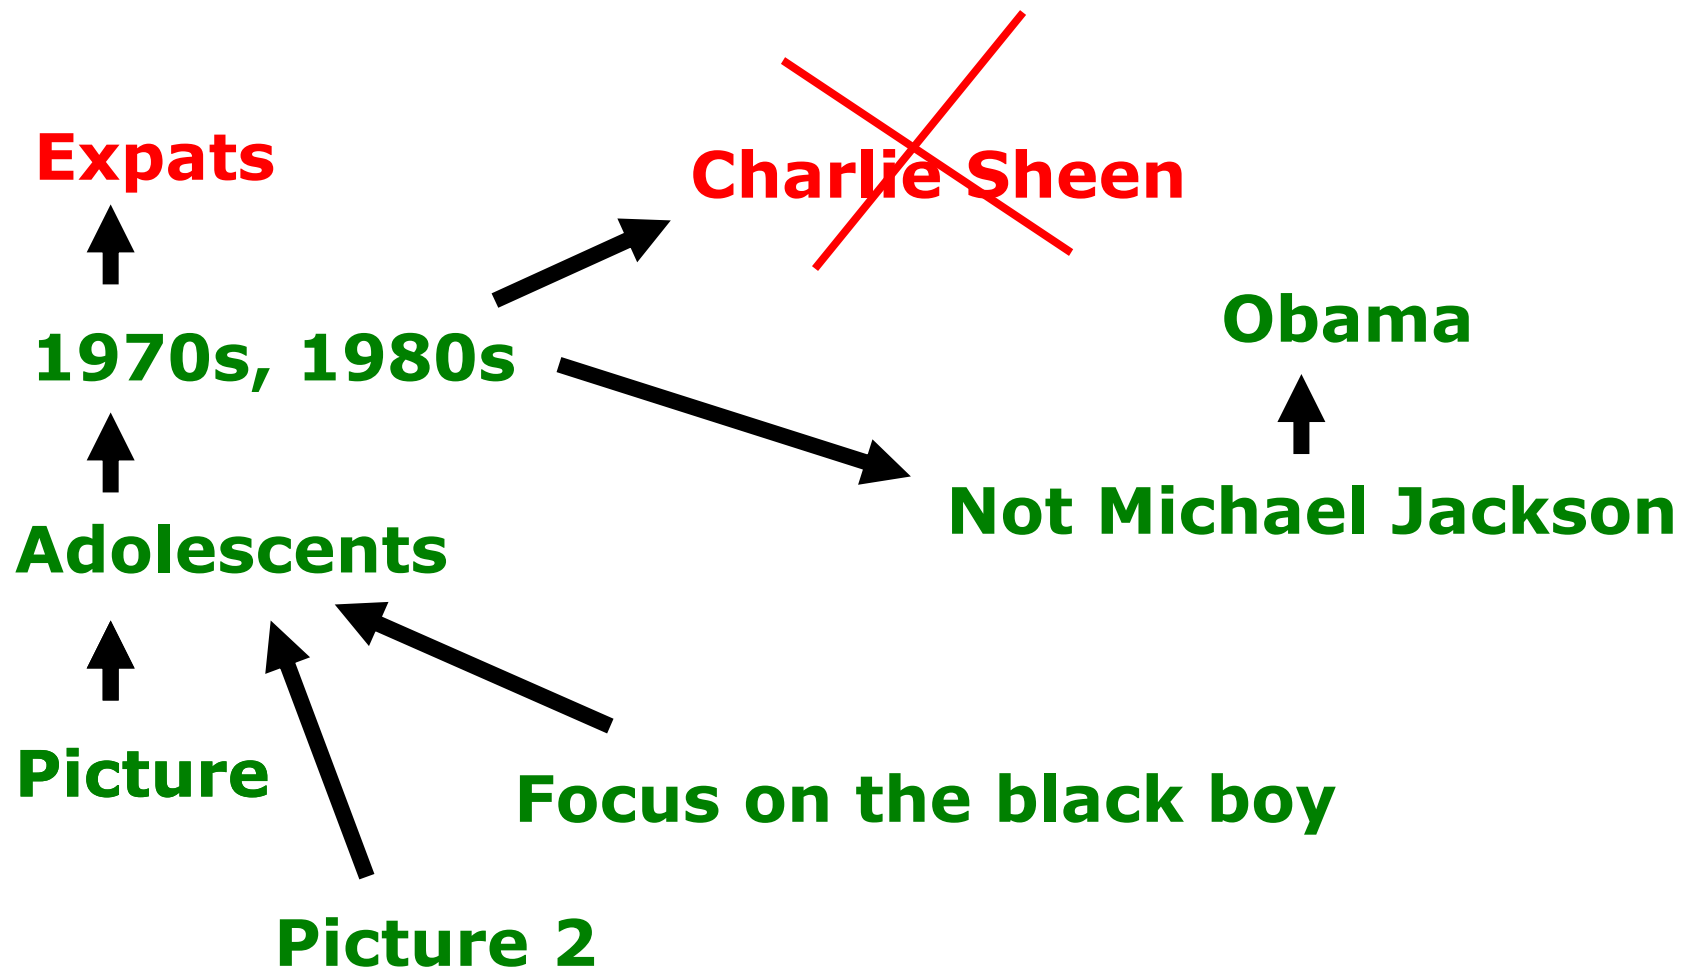 Expats
Charlie Sheen
Obama
1970s, 1980s
Not Michael Jackson
Adolescents
Picture
Focus on the black boy
Picture 2